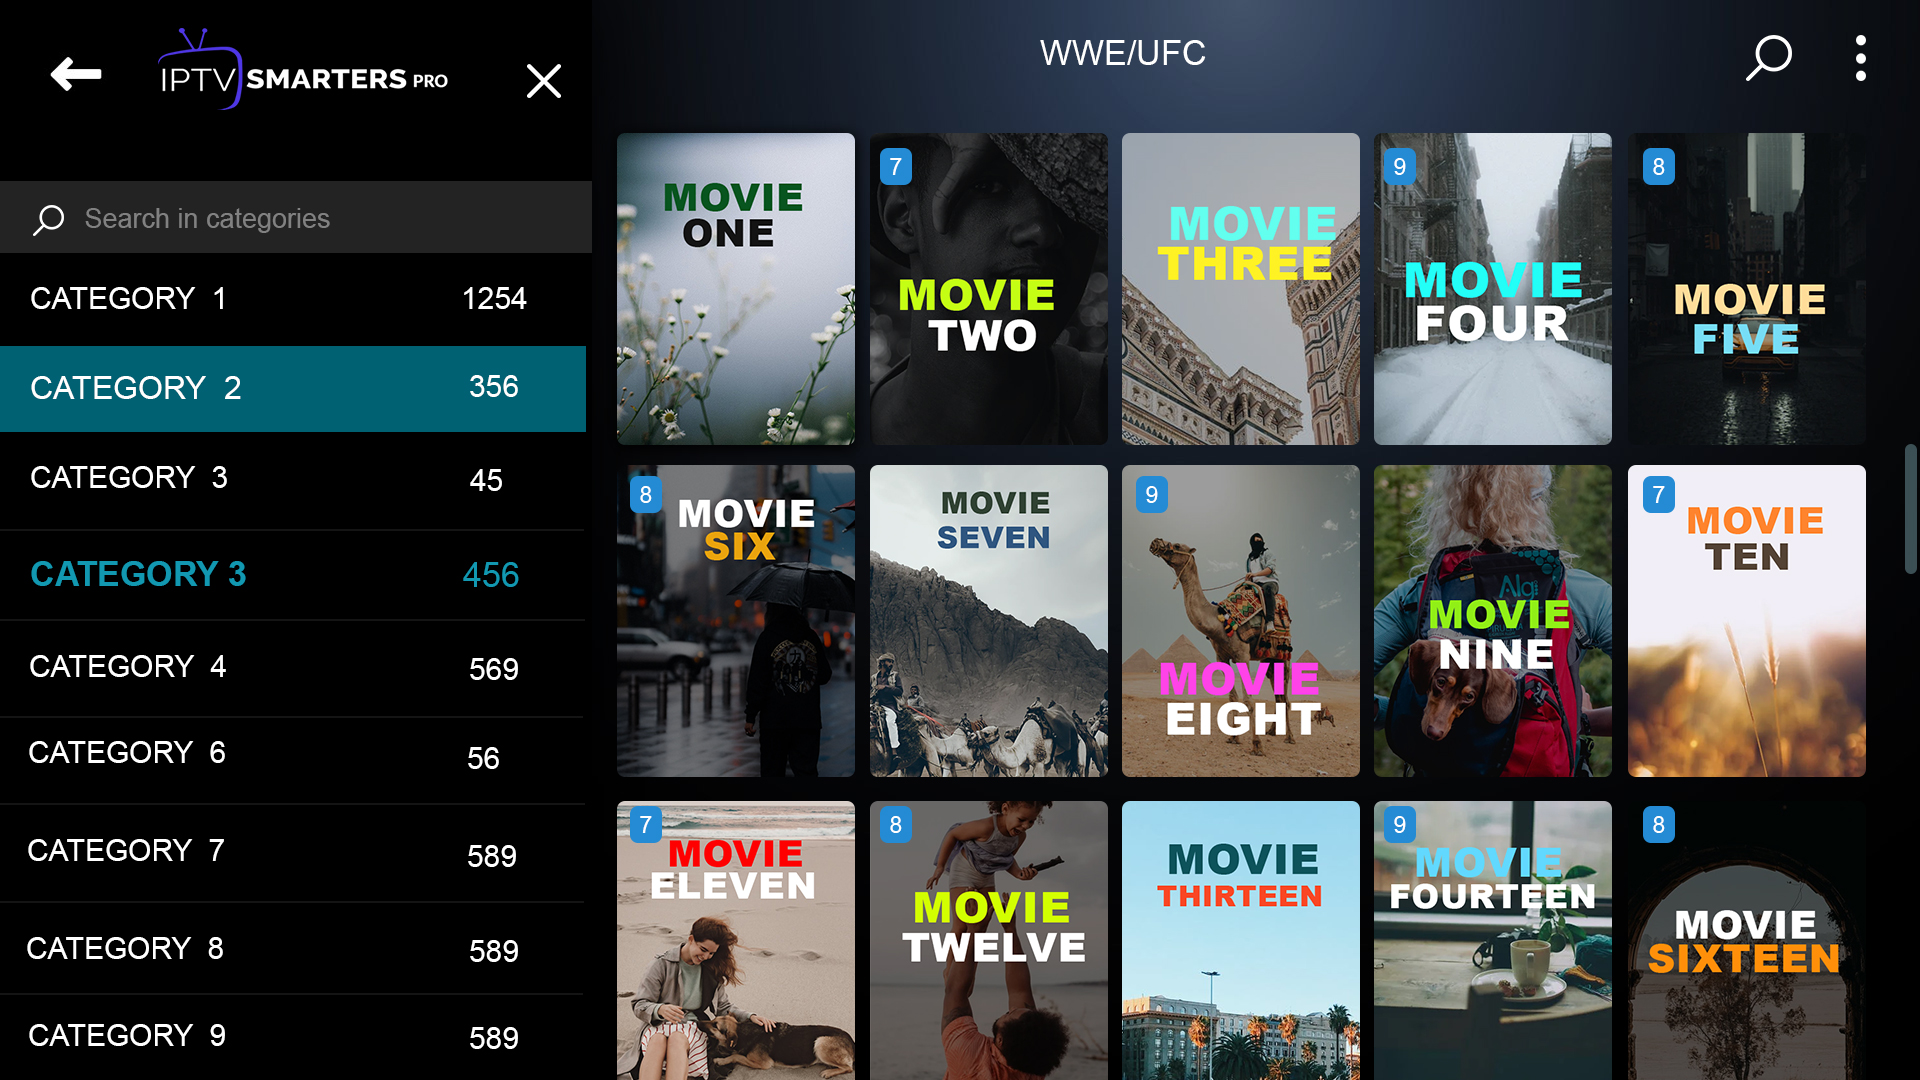 IPTV SMARTERS PRO
Search in categories
CATEGORY 1 1254
CATEGORY 2 356
CATEGORY 3 45
CATEGORY 3 456
CATEGORY 4 569
CATEGORY 6 56
CATEGORY 7 589
CATEGORY 8 589
CATEGORY 9 589
WWE/UFC
MOVIE
ONE
7
MOVIE
TWO
MOVIE
THREE
9
MOVIE
FOUR
8
MOVIE
FIVE
8
MOVIE
SIX
MOVIE
SEVEN
9
MOVIE
EIGHT
Alg
MOVIE
NINE
7
MOVIE
TEN
7
MOVIE
ELEVEN
8
MOVIE
TWELVE
MOVIE
THIRTEEN
9
MOVIE
FOURTEEN
8
MOVIE
SIXTEEN